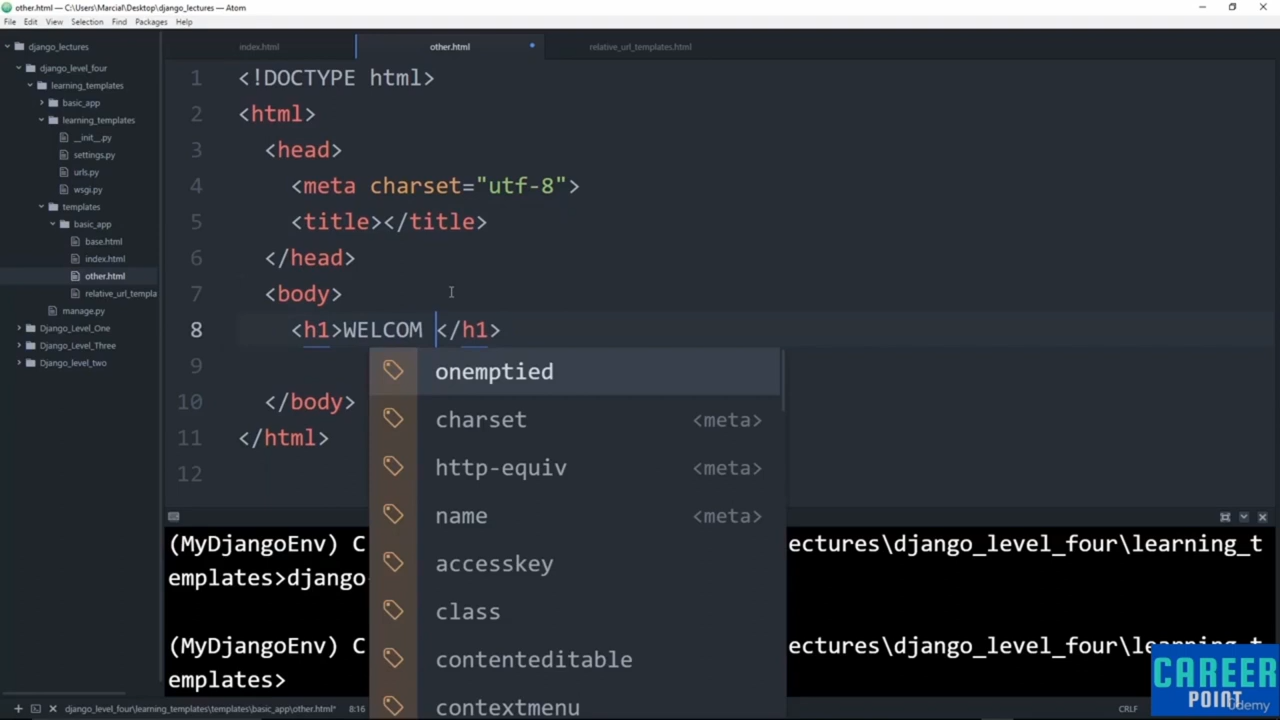 other.html — C:\Users\Marcial\Desktop\django_lectures — Atom
File Edit View Selection Find Packages Help
django_lectures
django_level_four
learning_templates
basic_app
learning_templates
__init__.py
settings.py
urls.py
wsgi.py
templates
basic_app
base.html
index.html
other.html
relative_url_templa
manage.py
Django_Level_One
Django_Level_Three
Django_level_two
index.html other.html relative_url_templates.html
1 <!DOCTYPE html>
2 <html>
3 <head>
4 <meta charset="utf-8">
5 <title></title>
6 </head>
7 <body>
8 <h1>WELCOM </h1>
9
10 </body>
11 </html>
12
onemptied
charset <meta>
http-equiv <meta>
name <meta>
accesskey
class
contenteditable
contextmenu
(MyDjangoEnv) C ectures\django_level_four\learning_t
emplates>django-
(MyDjangoEnv) C ectures\django_level_four\learning_t
emplates>
CAREER
POINT
Udemy
django_level_four\learning_templates\templates\basic_app\other.html* 8:16 CRLF